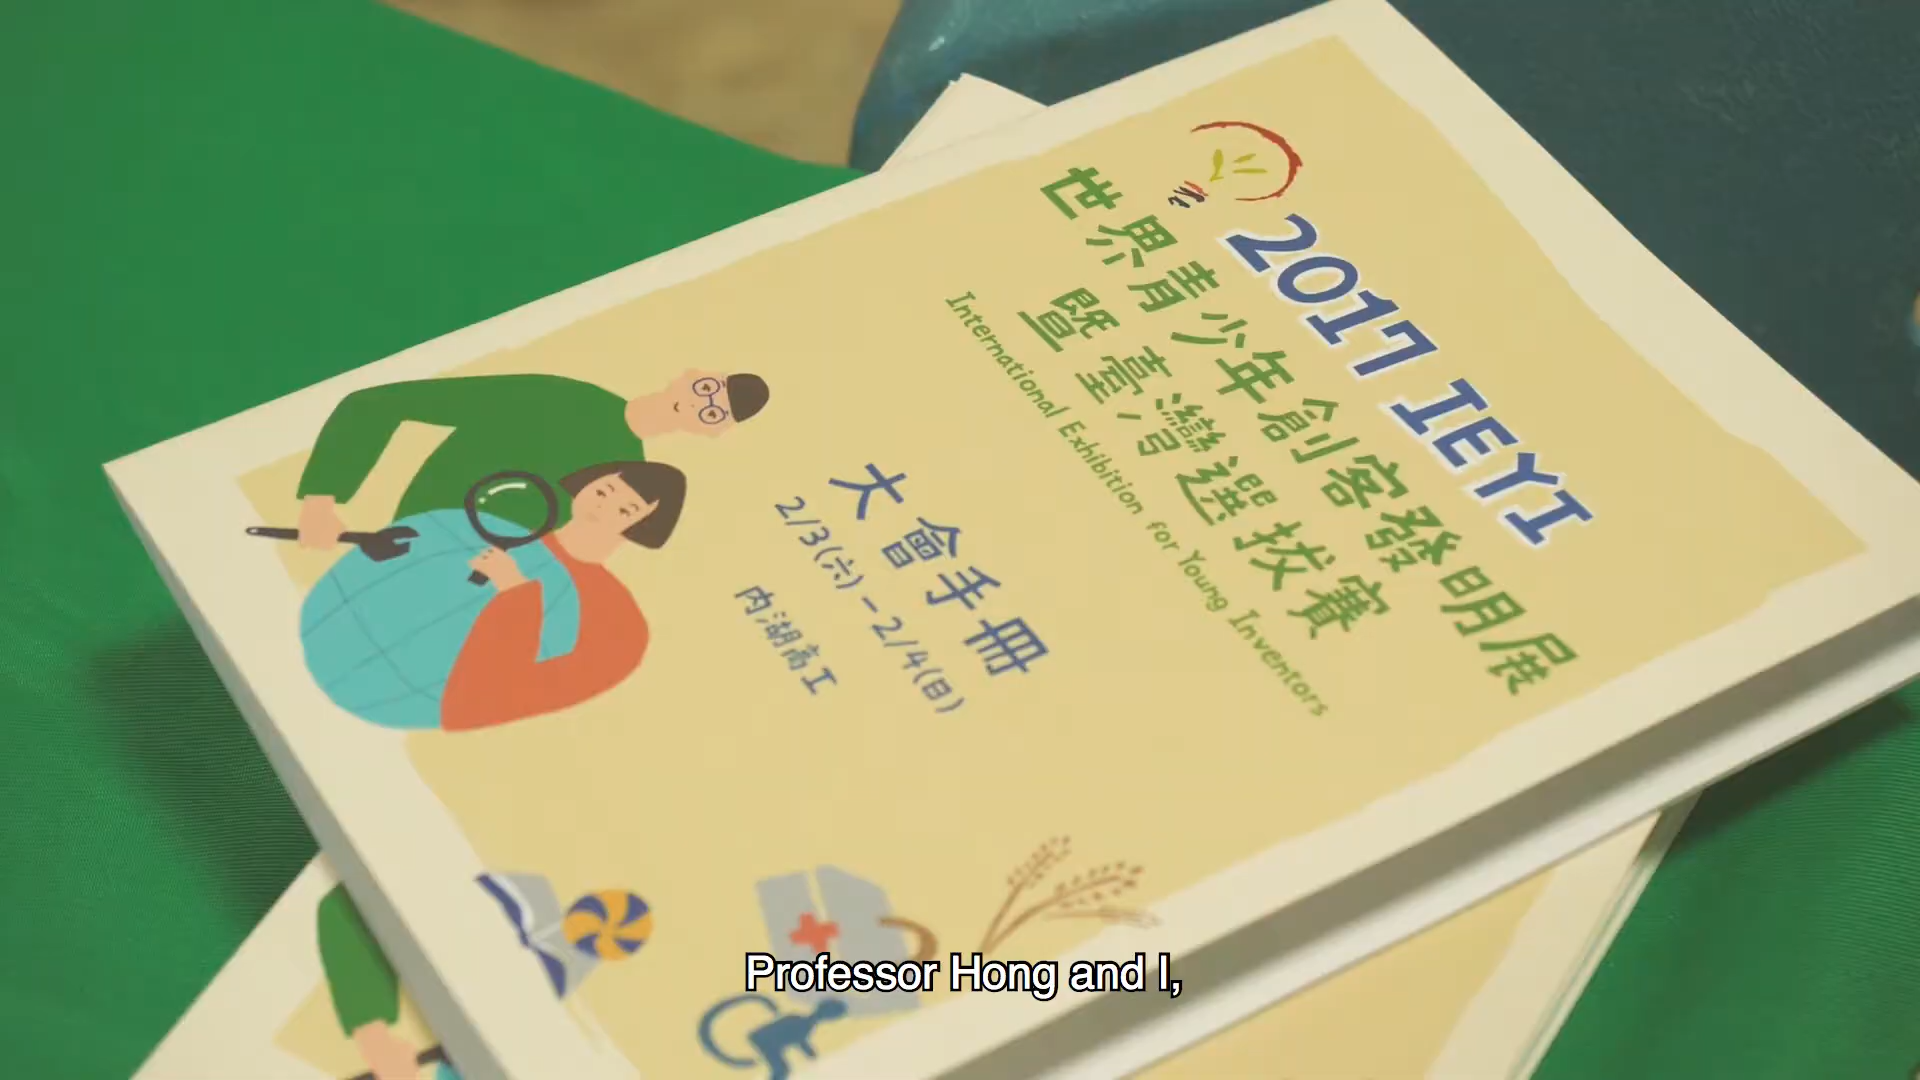 2017 IEYI
世界青少年創客發明展
暨臺灣選拔賽
International Exhibition for Young Inventors
大會手冊
2/3(六)-2/4(日)
內湖高工
Professor Hong and I,